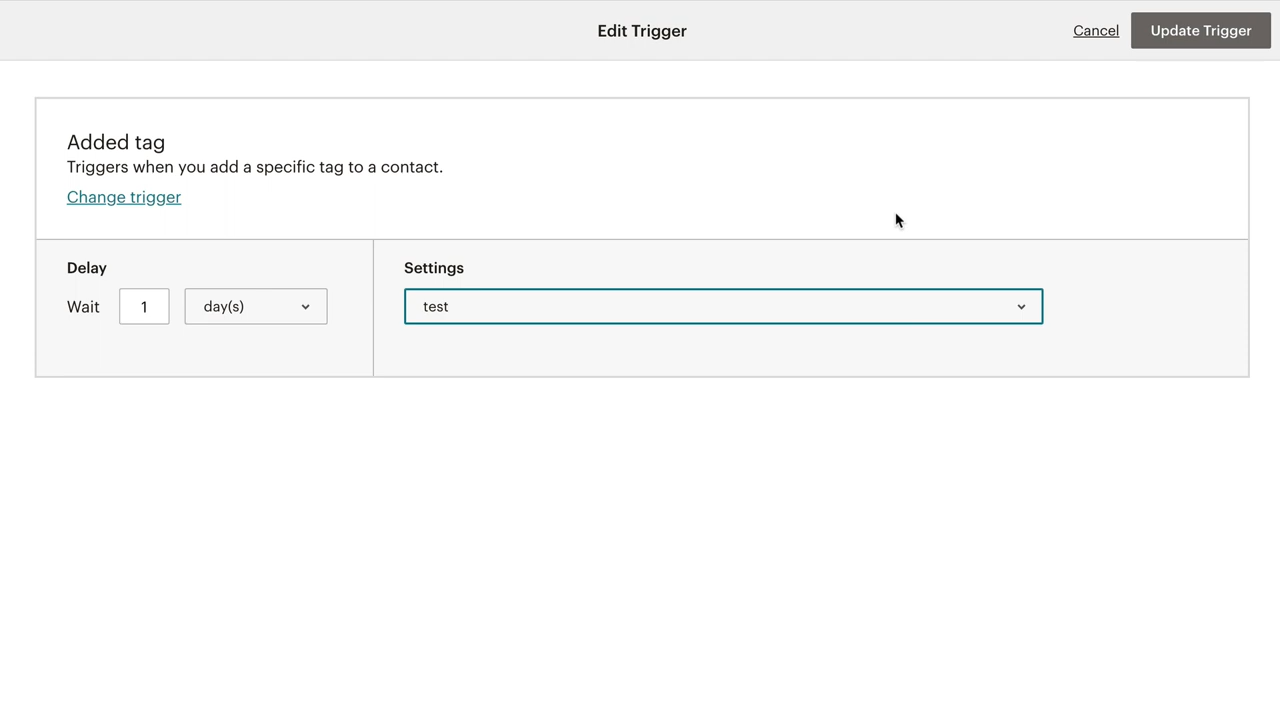 Edit Trigger
Cancel
Update Trigger
Added tag
Triggers when you add a specific tag to a contact.
Change trigger
Delay
Wait 1 day(s)
Settings
test